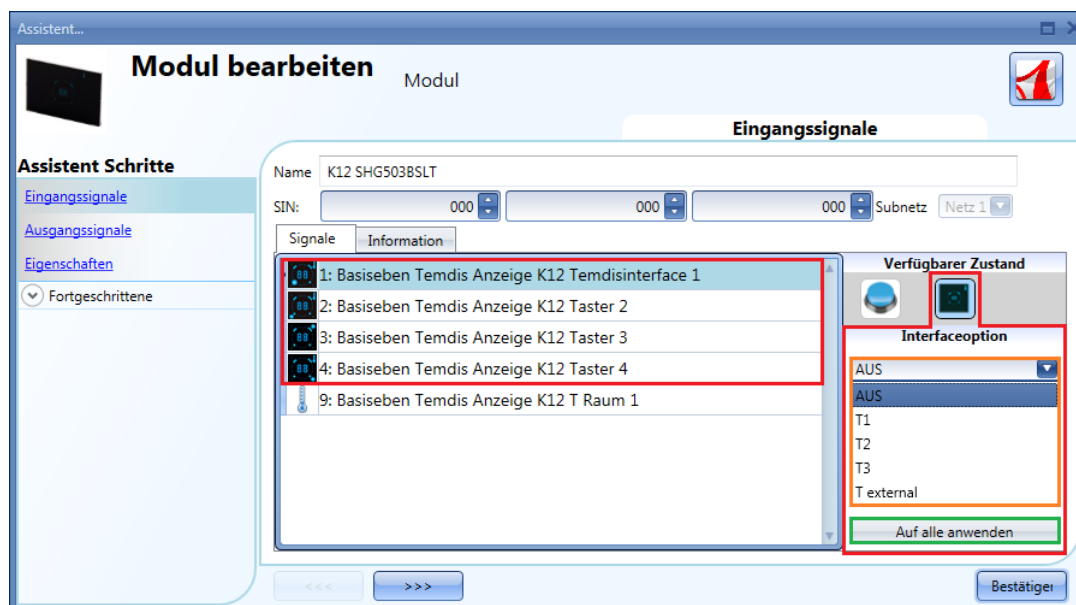 Assistent...
Modul bearbeiten
Modul
Eingangssignale
Assistent Schritte
Eingangssignale
Ausgangssignale
Eigenschaften
Fortgeschrittene
Name K12 SHG503BSLT
SIN: 000 000 000 Subnetz Netz 1
Signale Information
1: Basiseben Temdis Anzeige K12 Temdisinterface 1
2: Basiseben Temdis Anzeige K12 Taster 2
3: Basiseben Temdis Anzeige K12 Taster 3
4: Basiseben Temdis Anzeige K12 Taster 4
9: Basiseben Temdis Anzeige K12 T Raum 1
Verfügbarer Zustand
Interfaceoption
AUS
AUS
T1
T2
T3
T external
Auf alle anwenden
<<< >>>
Bestätiger